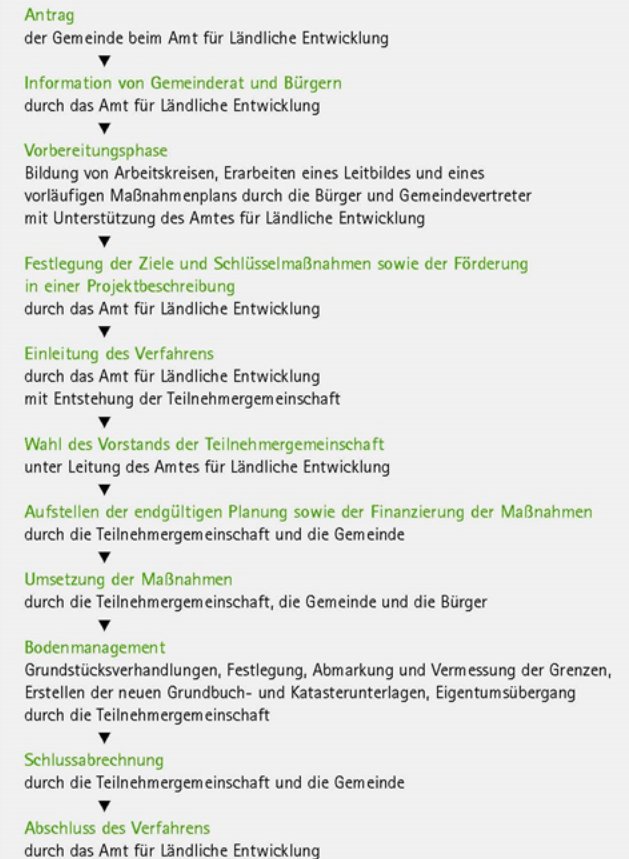 Antrag
der Gemeinde beim Amt für Ländliche Entwicklung
▼
Information von Gemeinderat und Bürgern
durch das Amt für Ländliche Entwicklung
▼
Vorbereitungsphase
Bildung von Arbeitskreisen, Erarbeiten eines Leitbildes und eines
vorläufigen Maßnahmenplans durch die Bürger und Gemeindevertreter
mit Unterstützung des Amtes für Ländliche Entwicklung
▼
Festlegung der Ziele und Schlüsselmaßnahmen sowie der Förderung
in einer Projektbeschreibung
durch das Amt für Ländliche Entwicklung
▼
Einleitung des Verfahrens
durch das Amt für Ländliche Entwicklung
mit Entstehung der Teilnehmergemeinschaft
▼
Wahl des Vorstands der Teilnehmergemeinschaft
unter Leitung des Amtes für Ländliche Entwicklung
▼
Aufstellen der endgültigen Planung sowie der Finanzierung der Maßnahmen
durch die Teilnehmergemeinschaft und die Gemeinde
▼
Umsetzung der Maßnahmen
durch die Teilnehmergemeinschaft, die Gemeinde und die Bürger
▼
Bodenmanagement
Grundstücksverhandlungen, Festlegung, Abmarkung und Vermessung der Grenzen,
Erstellen der neuen Grundbuch- und Katasterunterlagen, Eigentumsübergang
durch die Teilnehmergemeinschaft
▼
Schlussabrechnung
durch die Teilnehmergemeinschaft und die Gemeinde
▼
Abschluss des Verfahrens
durch das Amt für Ländliche Entwicklung